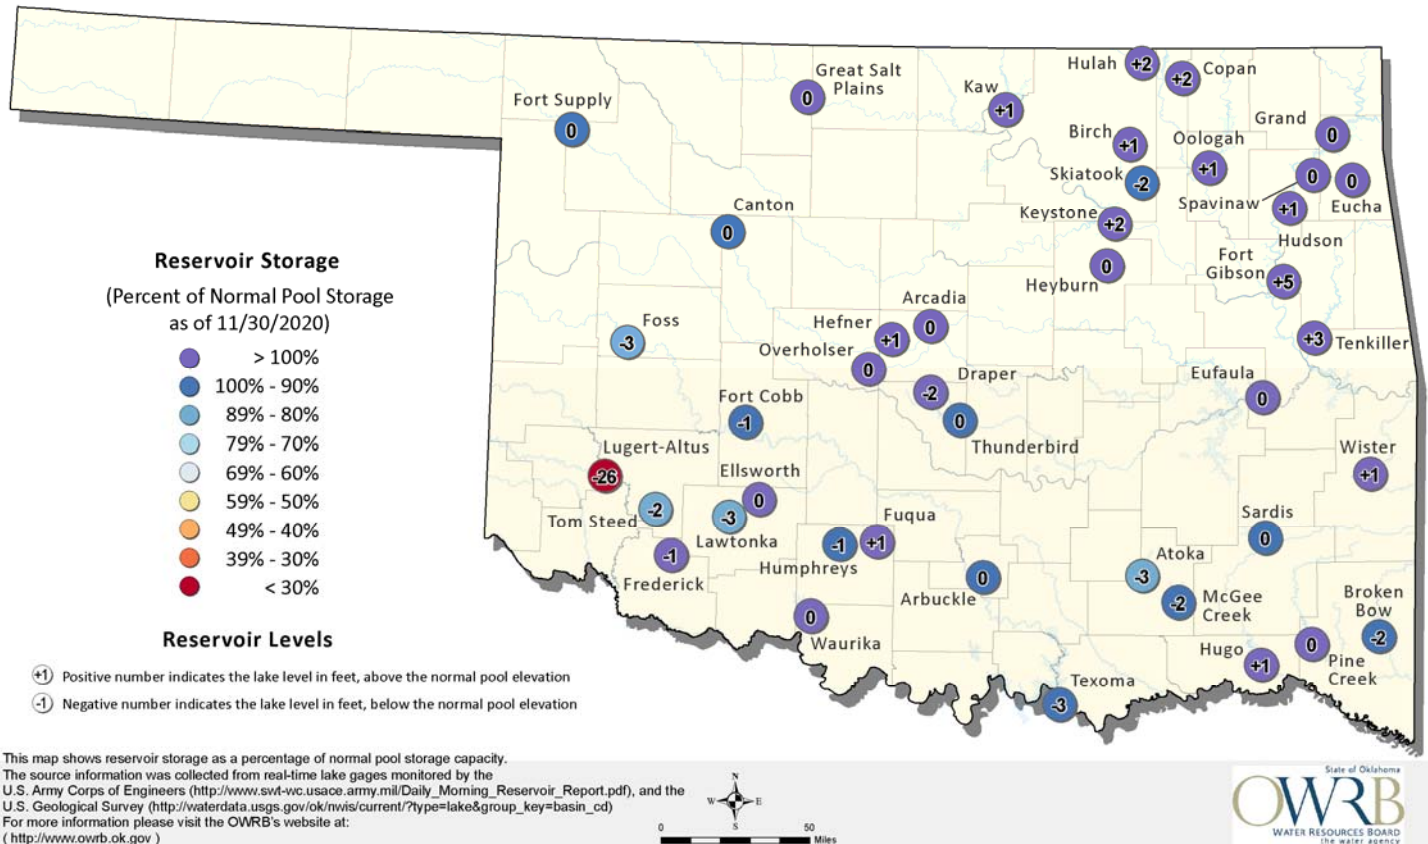 Hulah
+2
+2
Copan
Great Salt
Plains
0
Kaw
+1
Fort Supply
0
Grand
0
Birch
+1
Oologah
+1
Skiatook
-2
0
0
Spavinaw
+1
Eucha
Hudson
Canton
0
Keystone
+2
0
Heyburn
Fort
Gibson
+5
Arcadia
0
Hefner
+1
Overholser
0
Foss
-3
+3
Tenkiller
Draper
-2
Eufaula
0
Fort Cobb
-1
0
Thunderbird
Lugert-Altus
-26
Ellsworth
0
Wister
+1
Tom Steed
-2
-3
Lawtonka
Fuqua
-1
+1
Humphreys
Sardis
0
-1
Frederick
0
Arbuckle
Atoka
-3
-2
McGee
Creek
Broken
Bow
-2
0
Waurika
Hugo
+1
0
Pine
Creek
Texoma
-3
Reservoir Storage
(Percent of Normal Pool Storage
as of 11/30/2020)
> 100%
100% - 90%
89% - 80%
79% - 70%
69% - 60%
59% - 50%
49% - 40%
39% - 30%
< 30%
Reservoir Levels
+1 Positive number indicates the lake level in feet, above the normal pool elevation
-1 Negative number indicates the lake level in feet, below the normal pool elevation
This map shows reservoir storage as a percentage of normal pool storage capacity.
The source information was collected from real-time lake gages monitored by the
U.S. Army Corps of Engineers (http://www.swt-wc.usace.army.mil/Daily_Morning_Reservoir_Report.pdf), and the
U.S. Geological Survey (http://waterdata.usgs.gov/ok/nwis/current/?type=lake&group_key=basin_cd)
For more information please visit the OWRB's website at:
( http://www.owrb.ok.gov )
N
W E
S
0 50
Miles
State of Oklahoma
OWRB
WATER RESOURCES BOARD
the water agency